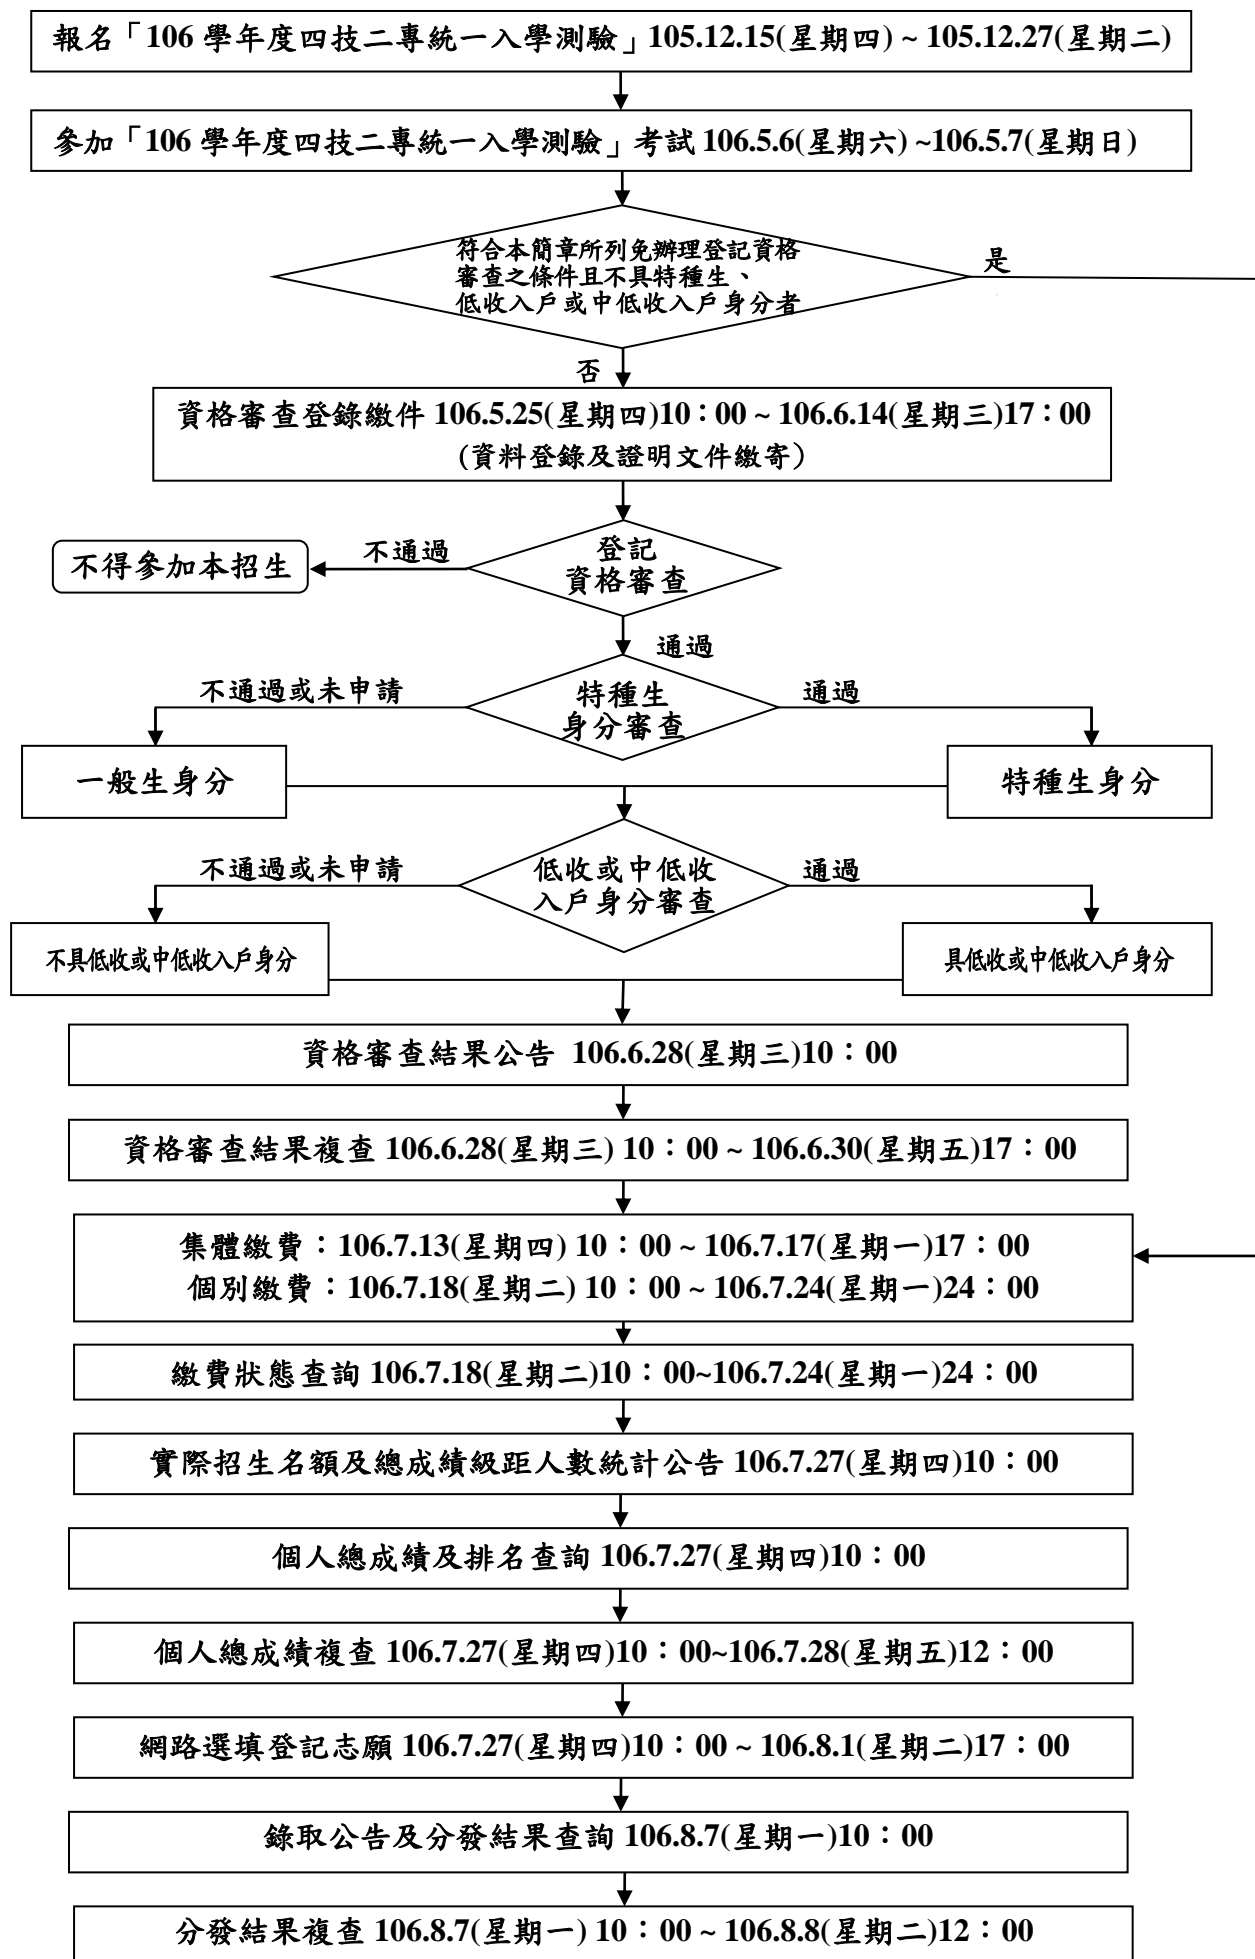 報名「106 學年度四技二專統一入學測驗」105.12.15(星期四) ~ 105.12.27(星期二)
參加「106 學年度四技二專統一入學測驗」考試 106.5.6(星期六) ~106.5.7(星期日)
符合本簡章所列免辦理登記資格
審查之條件且不具特種生、
低收入戶或中低收入戶身分者
是
否
資格審查登錄繳件 106.5.25(星期四)10：00 ~ 106.6.14(星期三)17：00
(資料登錄及證明文件繳寄)
登記
資格審查
不通過
不得參加本招生
通過
特種生
身分審查
不通過或未申請
通過
一般生身分
特種生身分
低收或中低收
入戶身分審查
不通過或未申請
通過
不具低收或中低收入戶身分
具低收或中低收入戶身分
資格審查結果公告 106.6.28(星期三)10：00
資格審查結果複查 106.6.28(星期三) 10：00 ~ 106.6.30(星期五)17：00
集體繳費：106.7.13(星期四) 10：00 ~ 106.7.17(星期一)17：00
個別繳費：106.7.18(星期二) 10：00 ~ 106.7.24(星期一)24：00
繳費狀態查詢 106.7.18(星期二)10：00~106.7.24(星期一)24：00
實際招生名額及總成績級距人數統計公告 106.7.27(星期四)10：00
個人總成績及排名查詢 106.7.27(星期四)10：00
個人總成績複查 106.7.27(星期四)10：00~106.7.28(星期五)12：00
網路選填登記志願 106.7.27(星期四)10：00 ~ 106.8.1(星期二)17：00
錄取公告及分發結果查詢 106.8.7(星期一)10：00
分發結果複查 106.8.7(星期一) 10：00 ~ 106.8.8(星期二)12：00